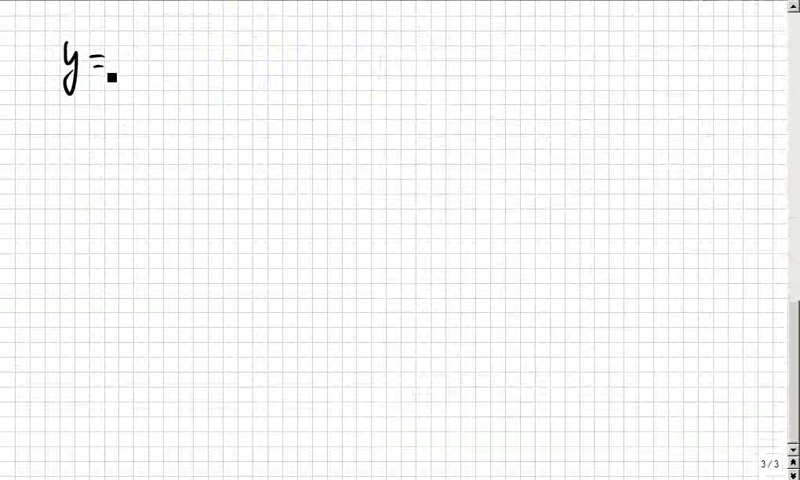 y =
3 / 3